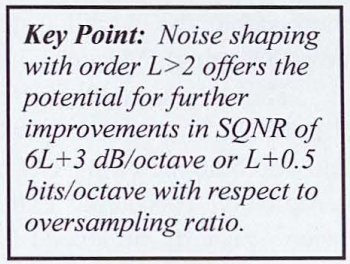 Key Point: Noise shaping
with order L>2 offers the
potential for further
improvements in SQNR of
6L+3 dB/octave or L+0.5
bits/octave with respect to
oversampling ratio.